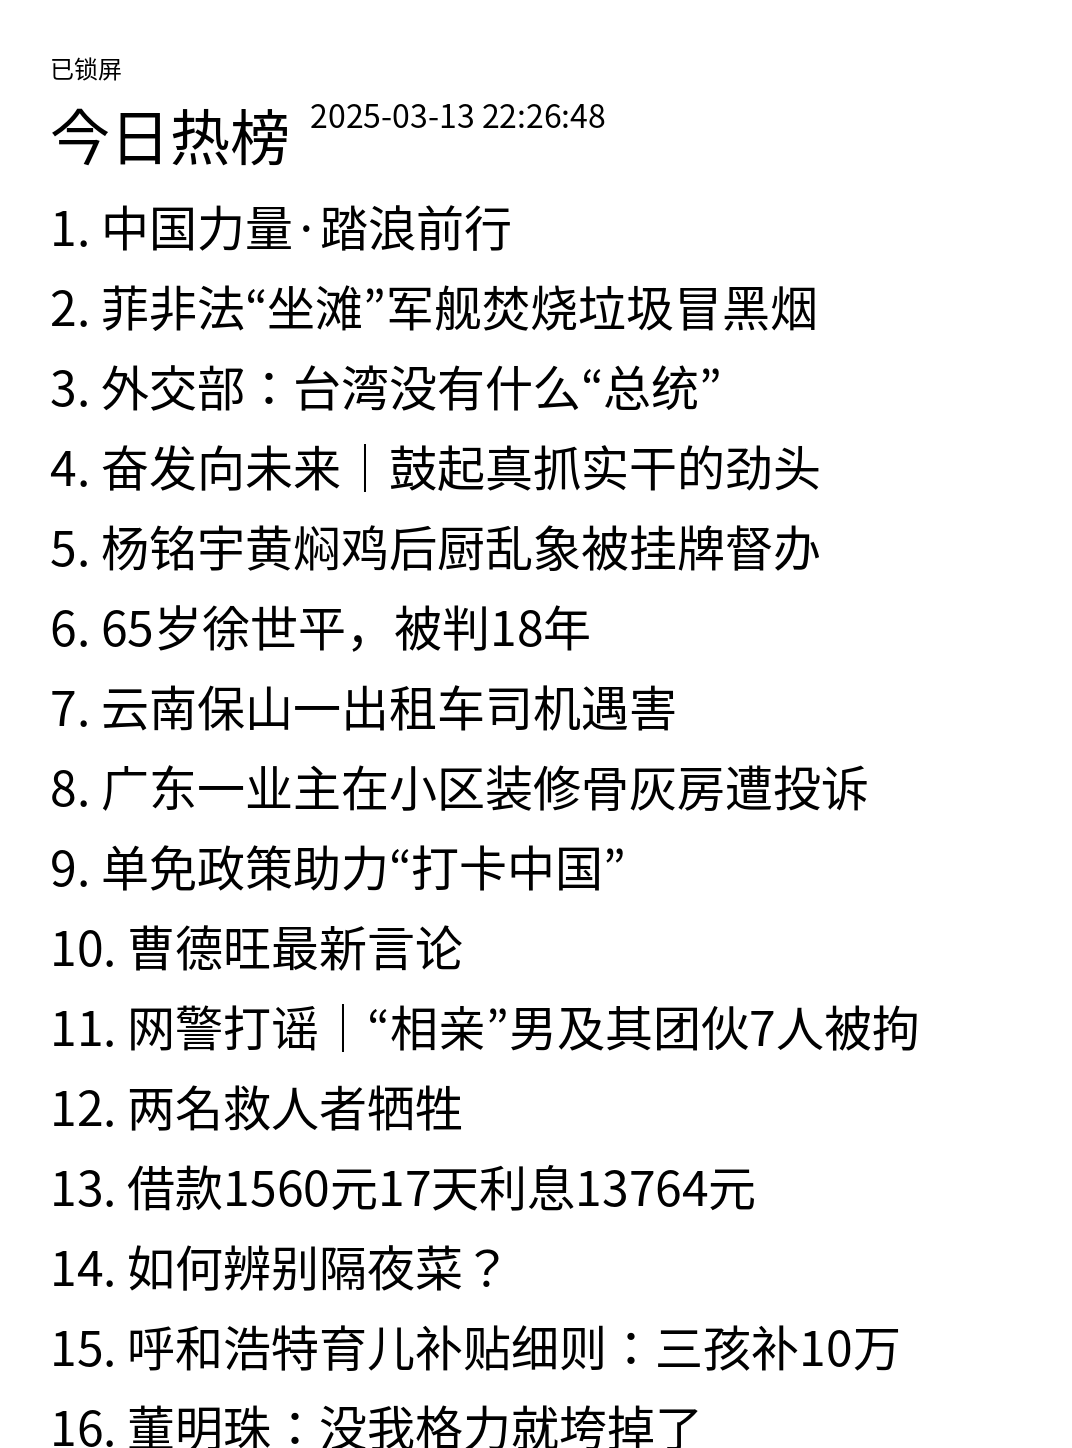 已锁屏
今日热榜 2025-03-13 22:26:48
1. 中国力量·踏浪前行
2. 菲非法“坐滩”军舰焚烧垃圾冒黑烟
3. 外交部：台湾没有什么“总统”
4. 奋发向未来｜鼓起真抓实干的劲头
5. 杨铭宇黄焖鸡后厨乱象被挂牌督办
6. 65岁徐世平，被判18年
7. 云南保山一出租车司机遇害
8. 广东一业主在小区装修骨灰房遭投诉
9. 单免政策助力“打卡中国”
10. 曹德旺最新言论
11. 网警打谣｜“相亲”男及其团伙7人被拘
12. 两名救人者牺牲
13. 借款1560元17天利息13764元
14. 如何辨别隔夜菜？
15. 呼和浩特育儿补贴细则：三孩补10万
16. 董明珠：没我格力就垮掉了